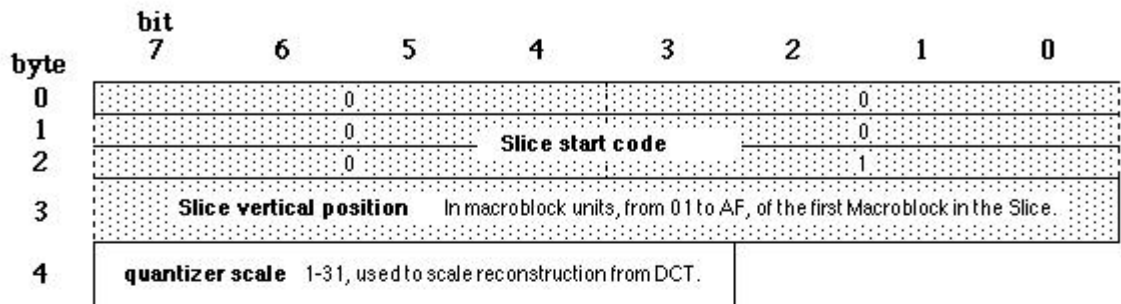 bit
byte 7 6 5 4 3 2 1 0
0 0 0
1 0 0
Slice start code
2 0 1
3 Slice vertical position In macroblock units, from 01 to AF, of the first Macroblock in the Slice.
4 quantizer scale 1-31, used to scale reconstruction from DCT.